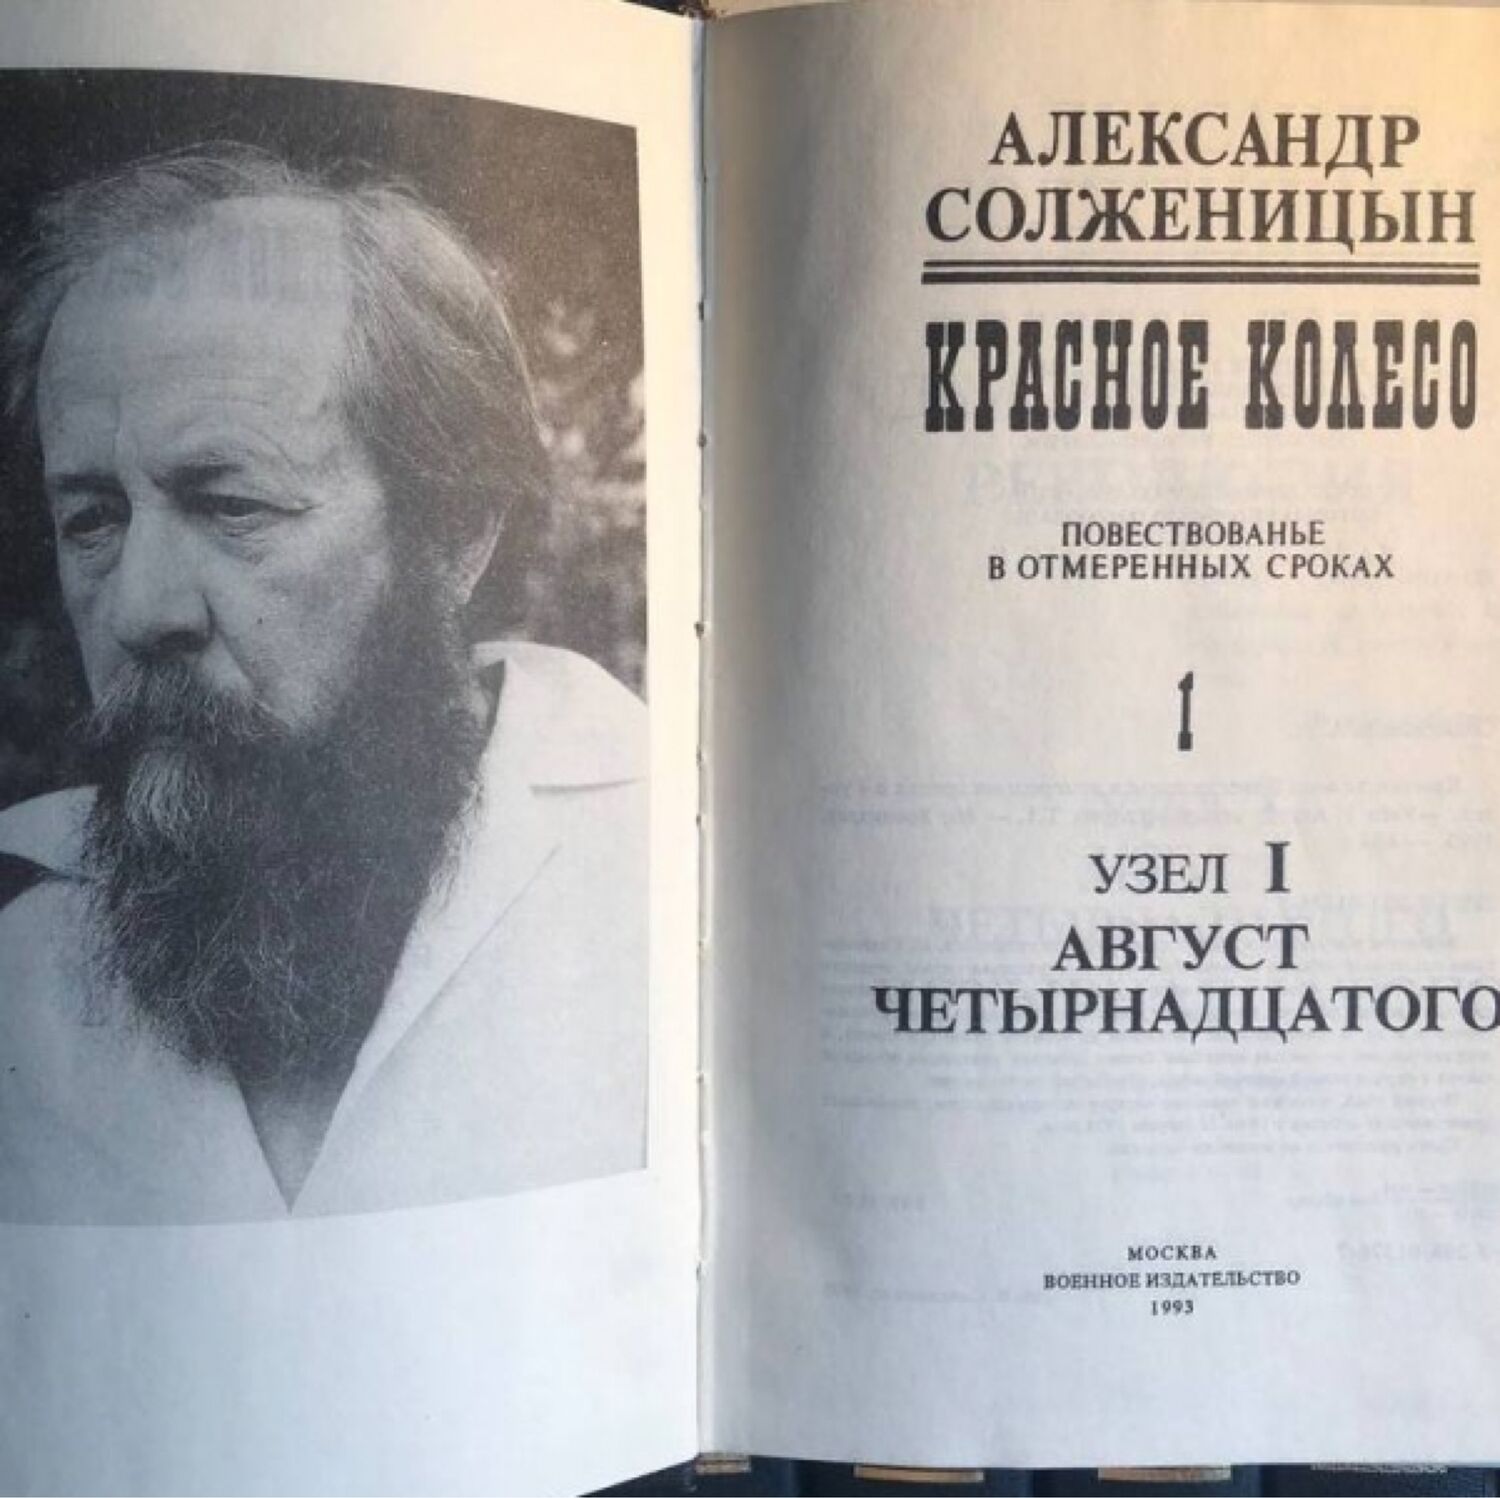 АЛЕКСАНДР
СОЛЖЕНИЦЫН
КРАСНОЕ КОЛЕСО
ПОВЕСТВОВАНЬЕ
В ОТМЕРЕННЫХ СРОКАХ
1
УЗЕЛ I
АВГУСТ
ЧЕТЫРНАДЦАТОГО
МОСКВА
ВОЕННОЕ ИЗДАТЕЛЬСТВО
1993